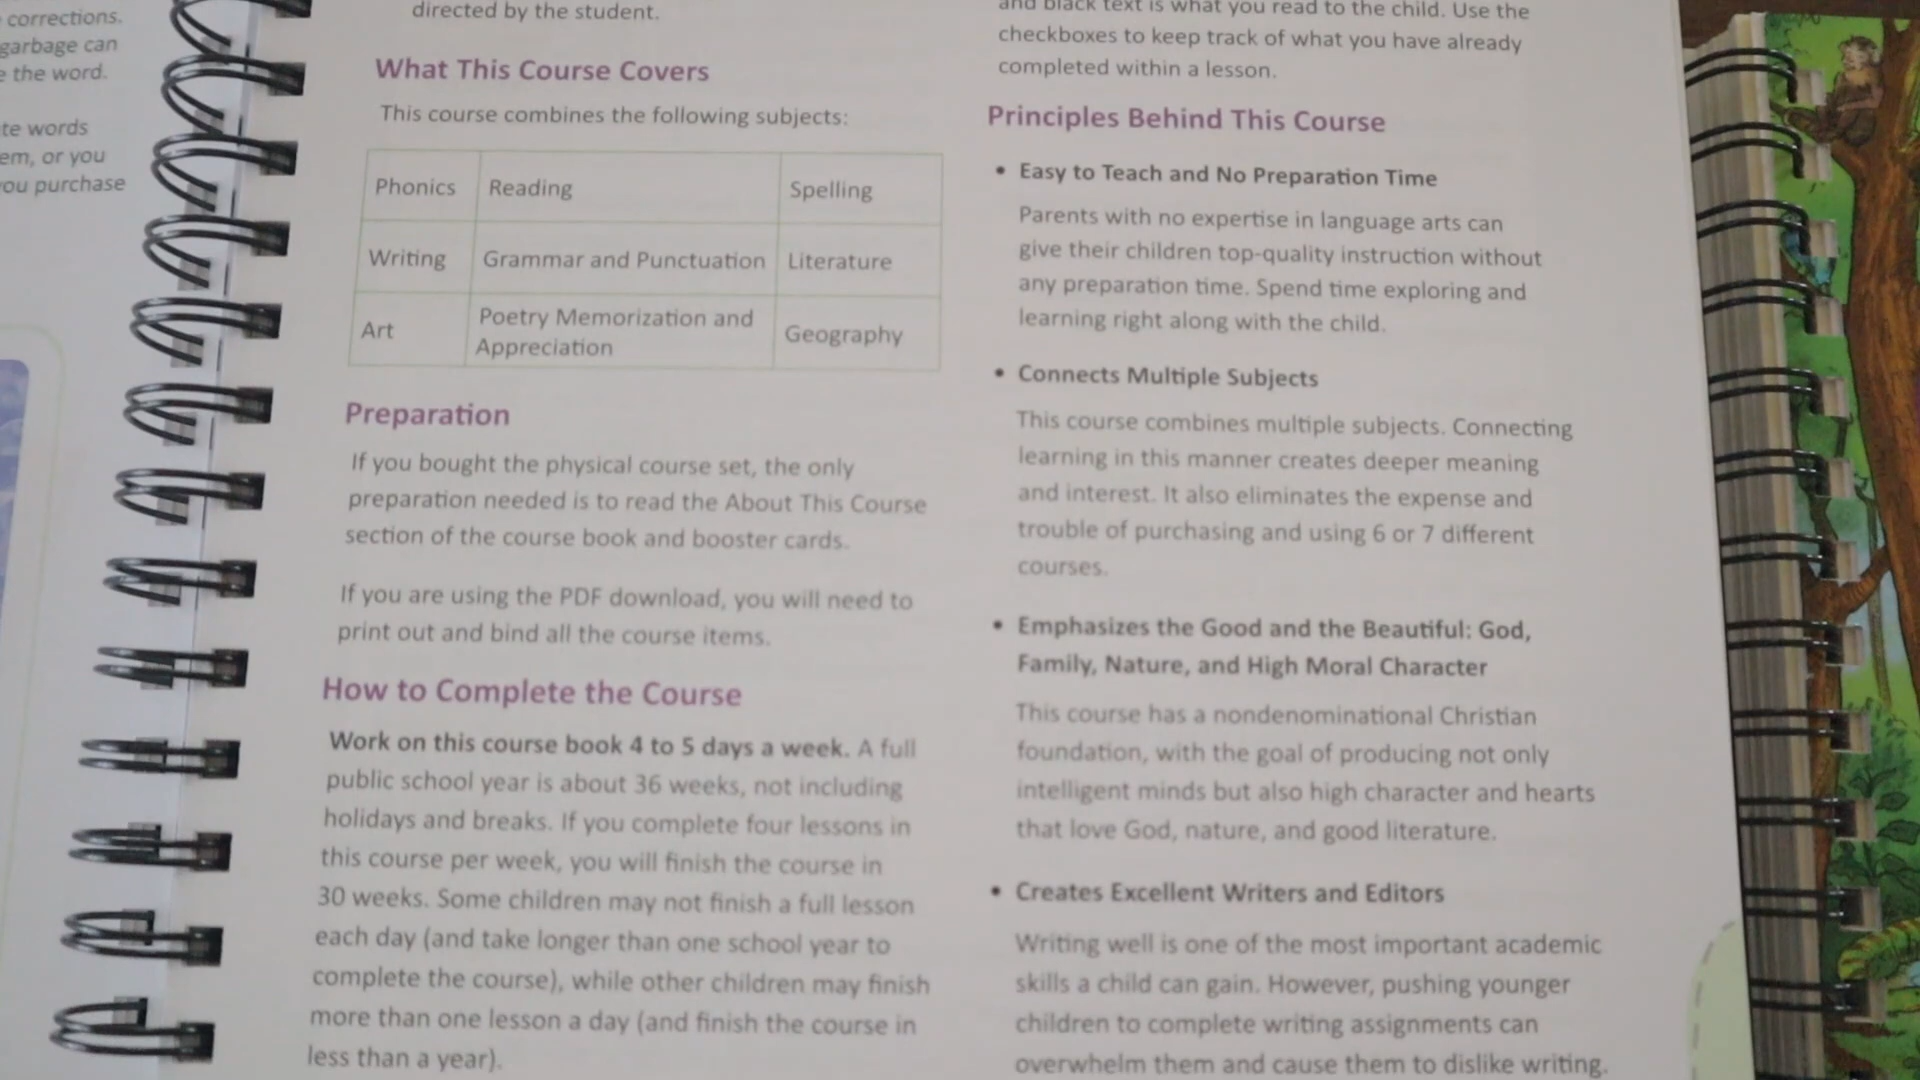 corrections.
garbage can
e the word.
te words
em, or you
you purchase
directed by the student.
What This Course Covers
This course combines the following subjects:
Phonics
Reading
Spelling
Writing
Grammar and Punctuation
Literature
Art
Poetry Memorization and
Appreciation
Geography
Preparation
If you bought the physical course set, the only
preparation needed is to read the About This Course
section of the course book and booster cards.
If you are using the PDF download, you will need to
print out and bind all the course items.
How to Complete the Course
Work on this course book 4 to 5 days a week. A full
public school year is about 36 weeks, not including
holidays and breaks. If you complete four lessons in
this course per week, you will finish the course in
30 weeks. Some children may not finish a full lesson
each day (and take longer than one school year to
complete the course), while other children may finish
more than one lesson a day (and finish the course in
less than a year).
and black text is what you read to the child. Use the
checkboxes to keep track of what you have already
completed within a lesson.
Principles Behind This Course
• Easy to Teach and No Preparation Time
Parents with no expertise in language arts can
give their children top-quality instruction without
any preparation time. Spend time exploring and
learning right along with the child.
• Connects Multiple Subjects
This course combines multiple subjects. Connecting
learning in this manner creates deeper meaning
and interest. It also eliminates the expense and
trouble of purchasing and using 6 or 7 different
courses.
• Emphasizes the Good and the Beautiful: God,
Family, Nature, and High Moral Character
This course has a nondenominational Christian
foundation, with the goal of producing not only
intelligent minds but also high character and hearts
that love God, nature, and good literature.
• Creates Excellent Writers and Editors
Writing well is one of the most important academic
skills a child can gain. However, pushing younger
children to complete writing assignments can
overwhelm them and cause them to dislike writing.